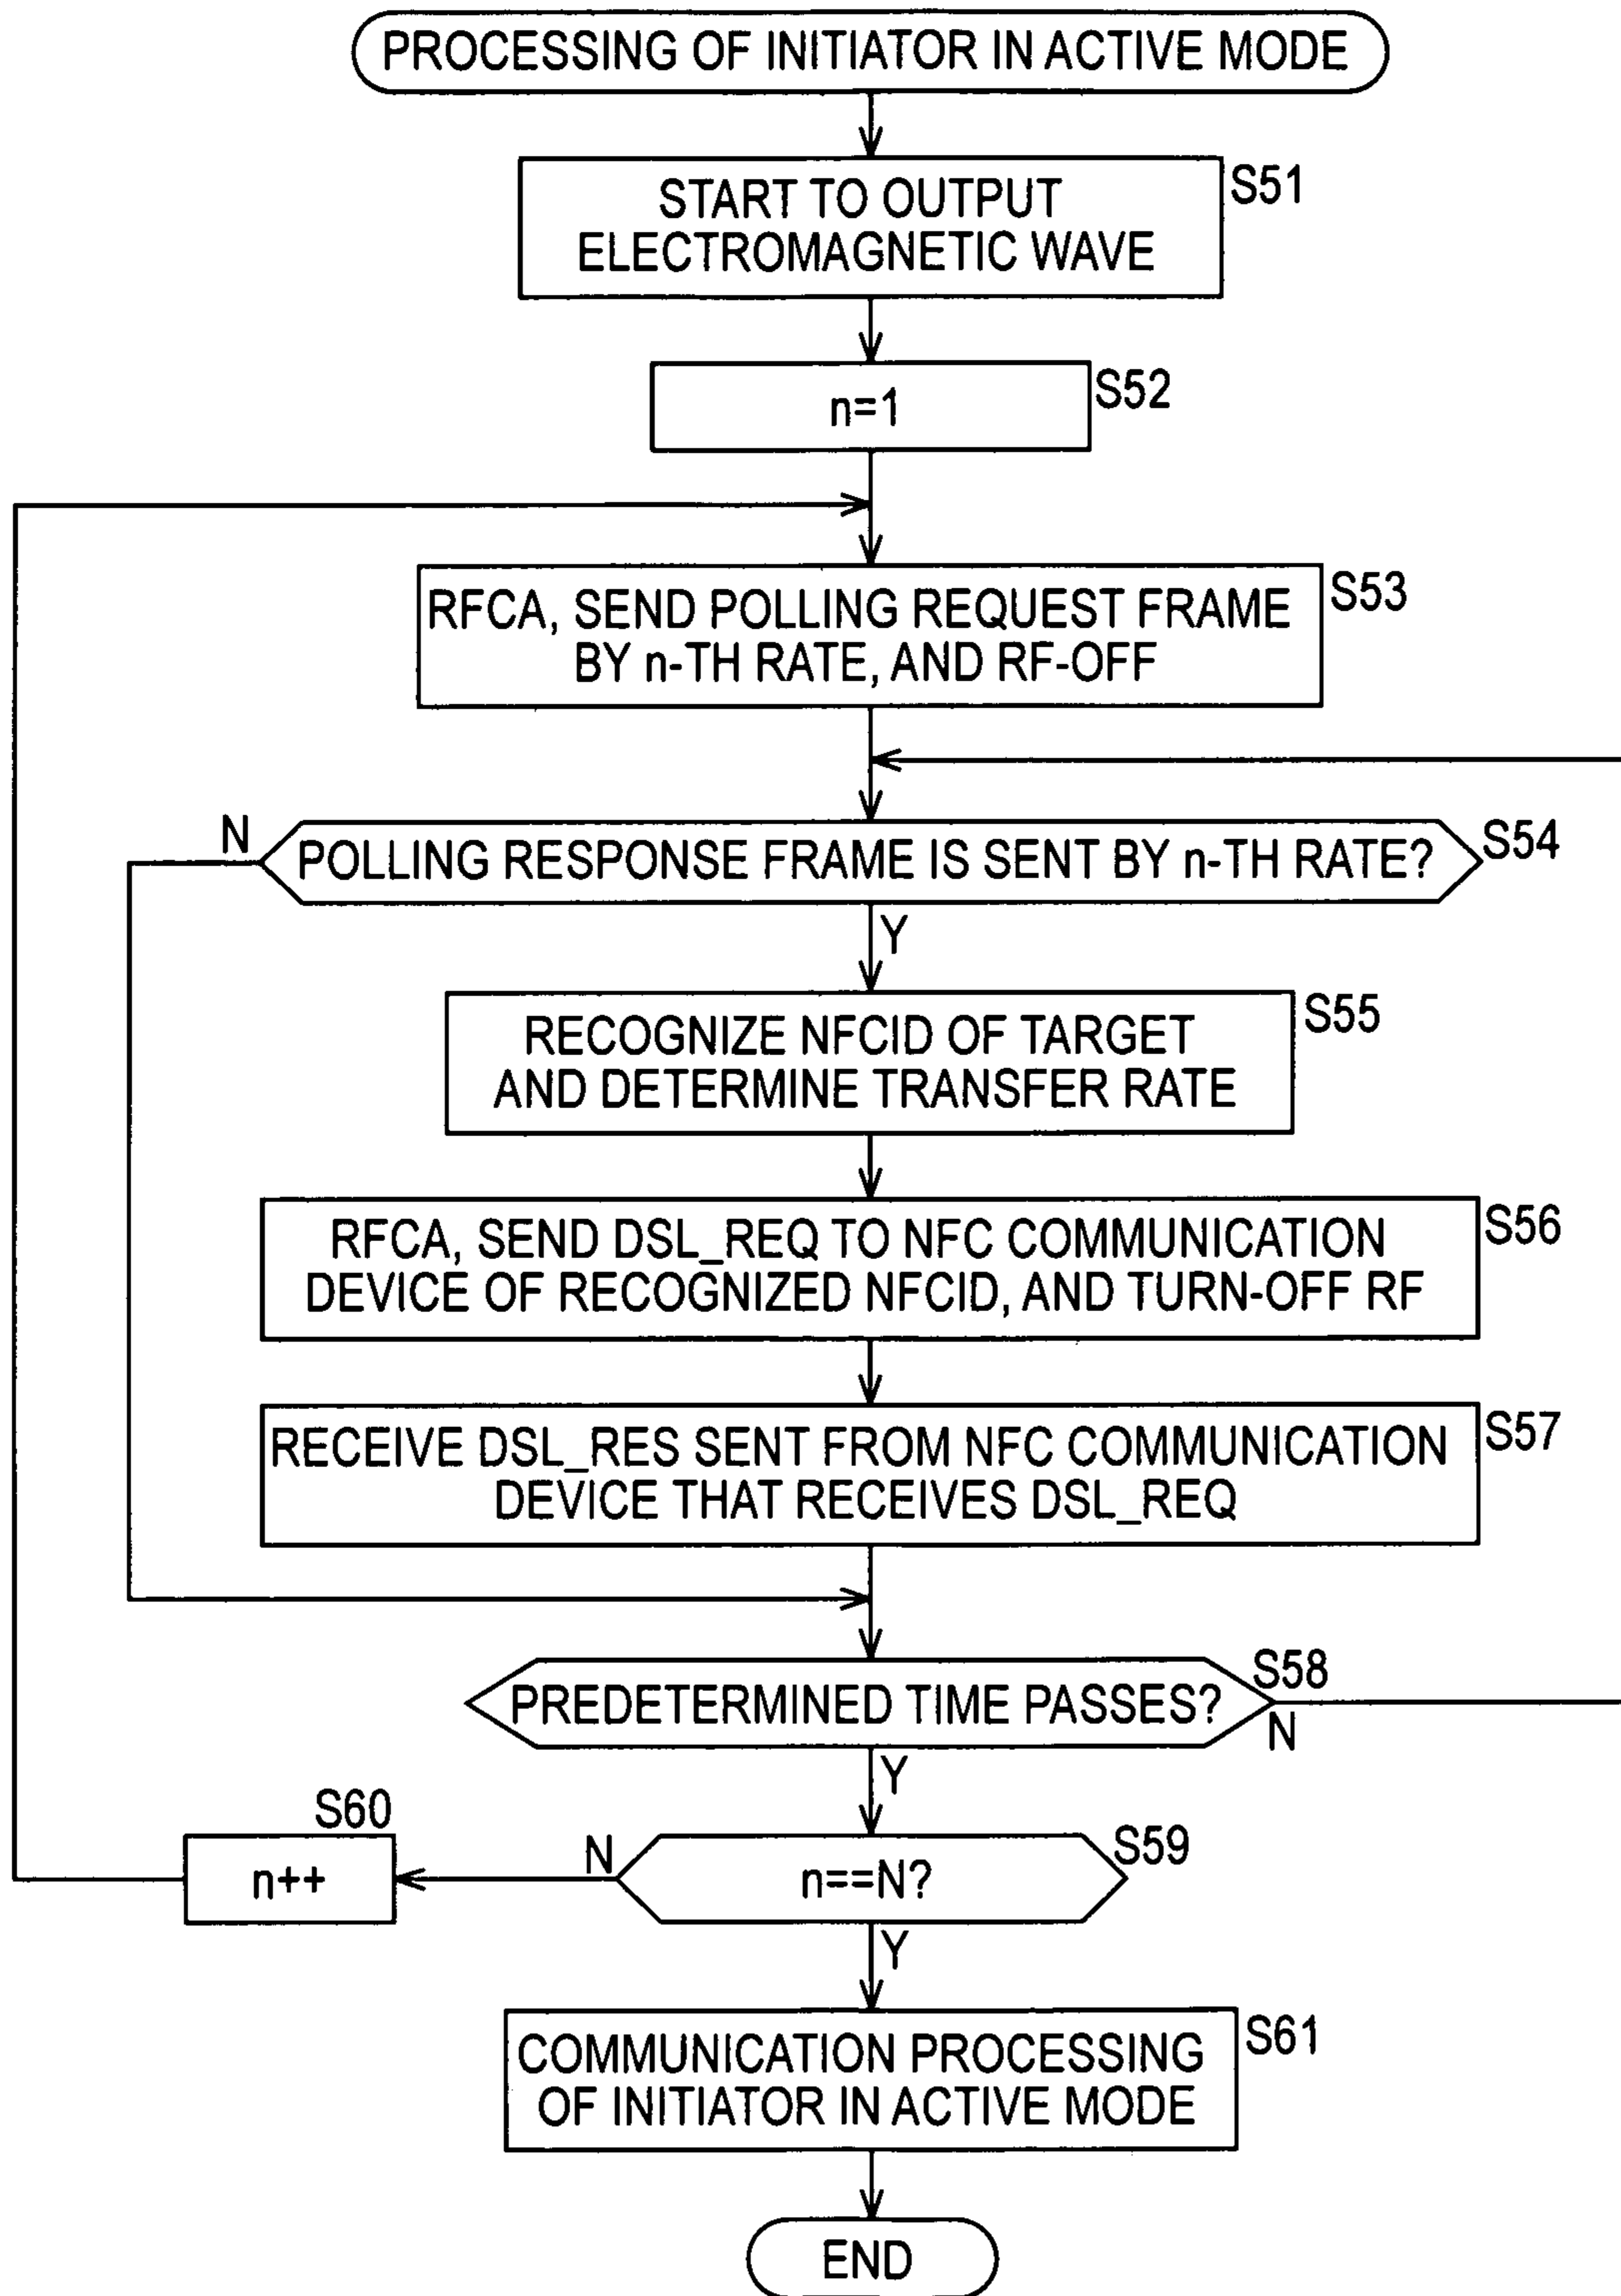 PROCESSING OF INITIATOR IN ACTIVE MODE
START TO OUTPUT
ELECTROMAGNETIC WAVE
S51
n=1
S52
RFCA, SEND POLLING REQUEST FRAME
BY n-TH RATE, AND RF-OFF
S53
N
POLLING RESPONSE FRAME IS SENT BY n-TH RATE?
S54
Y
RECOGNIZE NFCID OF TARGET
AND DETERMINE TRANSFER RATE
S55
RFCA, SEND DSL_REQ TO NFC COMMUNICATION
DEVICE OF RECOGNIZED NFCID, AND TURN-OFF RF
S56
RECEIVE DSL_RES SENT FROM NFC COMMUNICATION
DEVICE THAT RECEIVES DSL_REQ
S57
PREDETERMINED TIME PASSES?
S58
N
Y
S60
n++
N
n==N?
S59
Y
COMMUNICATION PROCESSING
OF INITIATOR IN ACTIVE MODE
S61
END